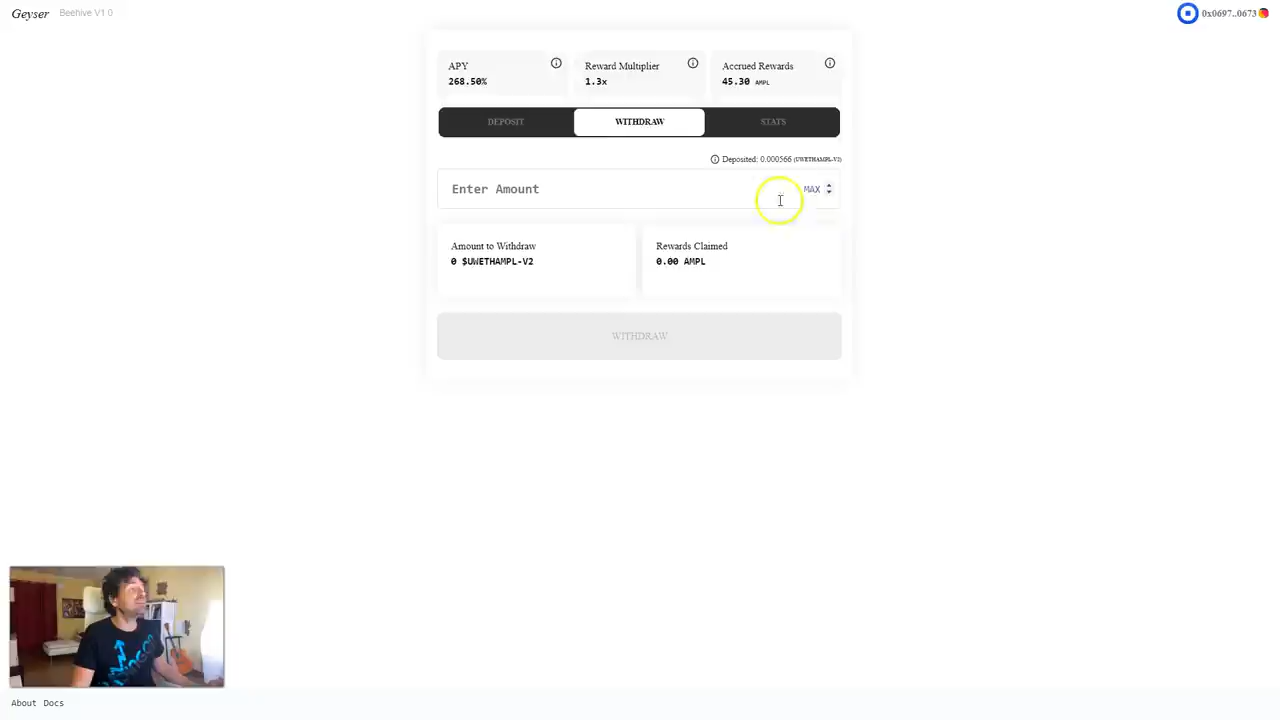 Geyser Beehive V1.0
0x0697..0673
APY
268.50%
Reward Multiplier
1.3x
Accrued Rewards
45.30 AMPL
DEPOSIT
WITHDRAW
STATS
Deposited: 0.000566 (UWETHAMPL-V2)
Enter Amount
MAX
Amount to Withdraw
0 $UWETHAMPL-V2
Rewards Claimed
0.00 AMPL
WITHDRAW
About Docs